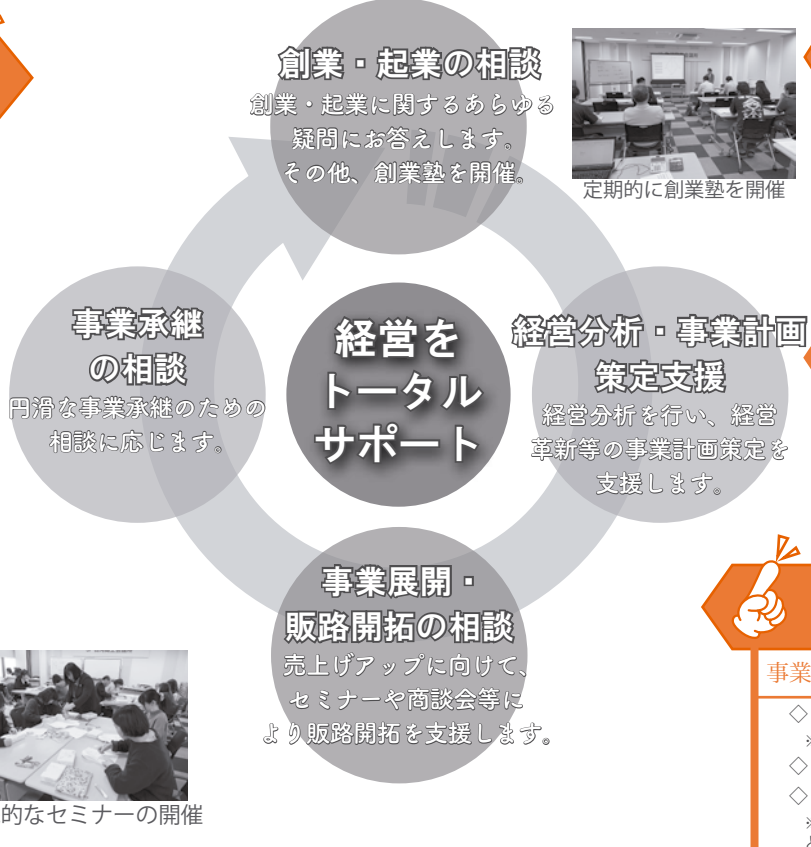 創業・起業の相談
創業・起業に関するあらゆる
疑問にお答えします。
その他、創業塾を開催。
定期的に創業塾を開催
事業承継
の相談
円滑な事業承継のための
相談に応じます。
経営を
トータル
サポート
経営分析・事業計画
策定支援
経営分析を行い、経営
革新等の事業計画策定を
支援します。
事業展開・
販路開拓の相談
売上げアップに向けて、
セミナーや商談会等に
より販路開拓を支援します。
的なセミナーの開催
事業
◇
◇
◇